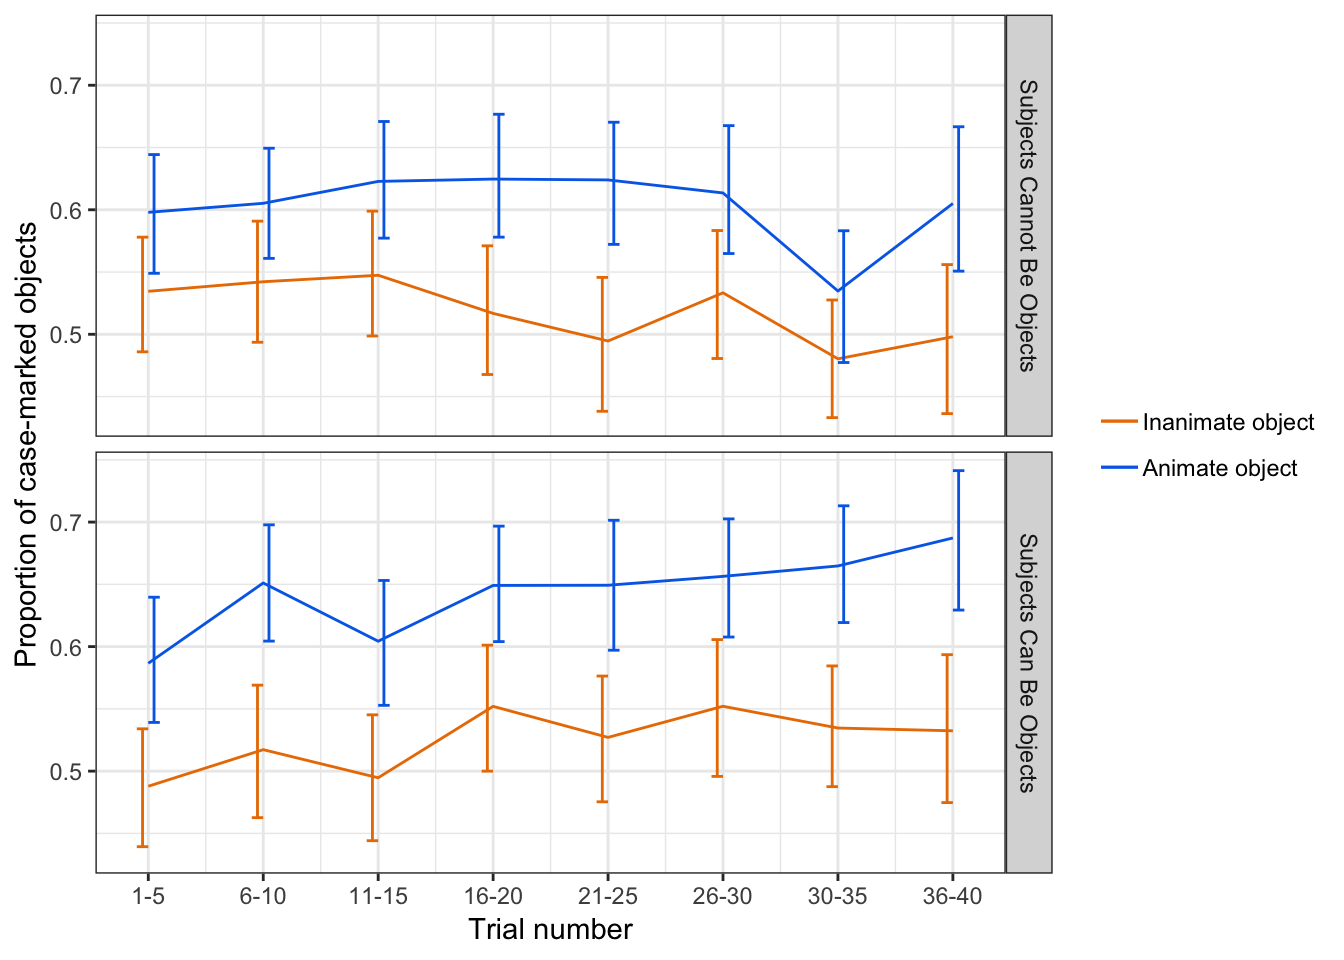 Proportion of case-marked objects
0.7
0.6
0.5
Subjects Cannot Be Objects
0.7
0.6
0.5
Subjects Can Be Objects
1-5 6-10 11-15 16-20 21-25 26-30 30-35 36-40
Trial number
Inanimate object
Animate object